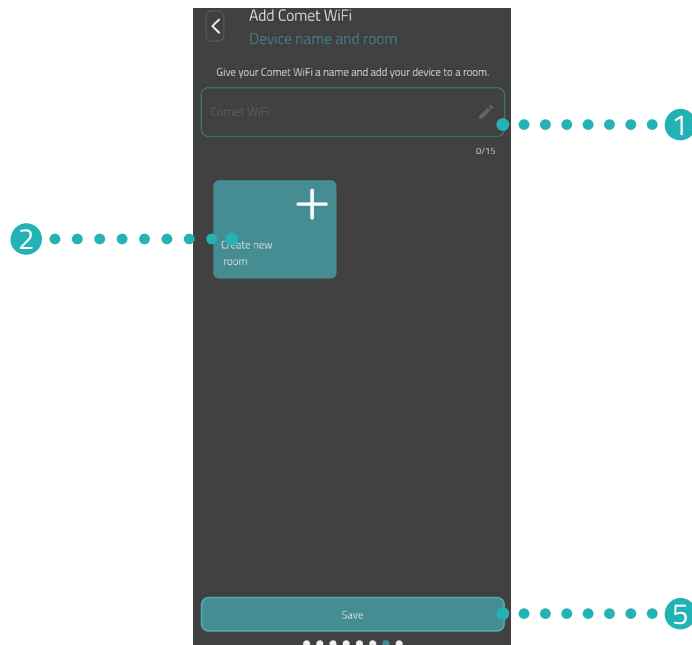 Add Comet WiFi
Device name and room
Give your Comet WiFi a name and add your device to a room.
Comet WiFi
1
0/15
2
Create new
room
Save
5